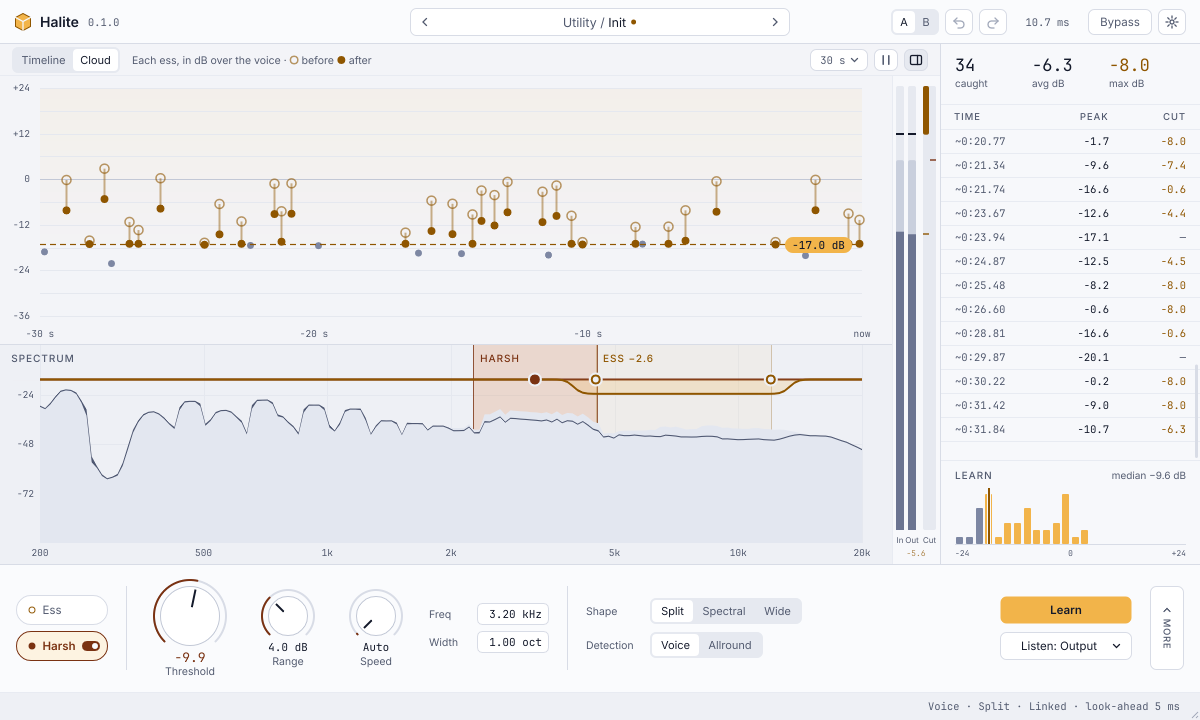 Halite 0.1.0
Utility / Init
A B
10.7 ms
Bypass
Timeline Cloud
Each ess, in dB over the voice · before after
30 s
+24
+12
0
-12
-24
-36
-17.0 dB
-30 s -20 s -10 s now
SPECTRUM
HARSH
ESS −2.6
-24
-48
-72
200 500 1k 2k 5k 10k 20k
In Out Cut
-5.6
34 -6.3 -8.0
caught avg dB max dB
TIME PEAK CUT
~0:20.77 -1.7 -8.0
~0:21.34 -9.6 -7.4
~0:21.74 -16.6 -0.6
~0:23.67 -12.6 -4.4
~0:23.94 -17.1 —
~0:24.87 -12.5 -4.5
~0:25.48 -8.2 -8.0
~0:26.60 -0.6 -8.0
~0:28.81 -16.6 -0.6
~0:29.87 -20.1 —
~0:30.22 -0.2 -8.0
~0:31.42 -9.0 -8.0
~0:31.84 -10.7 -6.3
LEARN median −9.6 dB
-24 0 +24
Ess
Harsh
-9.9
Threshold
4.0 dB
Range
Auto
Speed
Freq 3.20 kHz
Width 1.00 oct
Shape Split Spectral Wide
Detection Voice Allround
Learn
Listen: Output
MORE
Voice · Split · Linked · look-ahead 5 ms